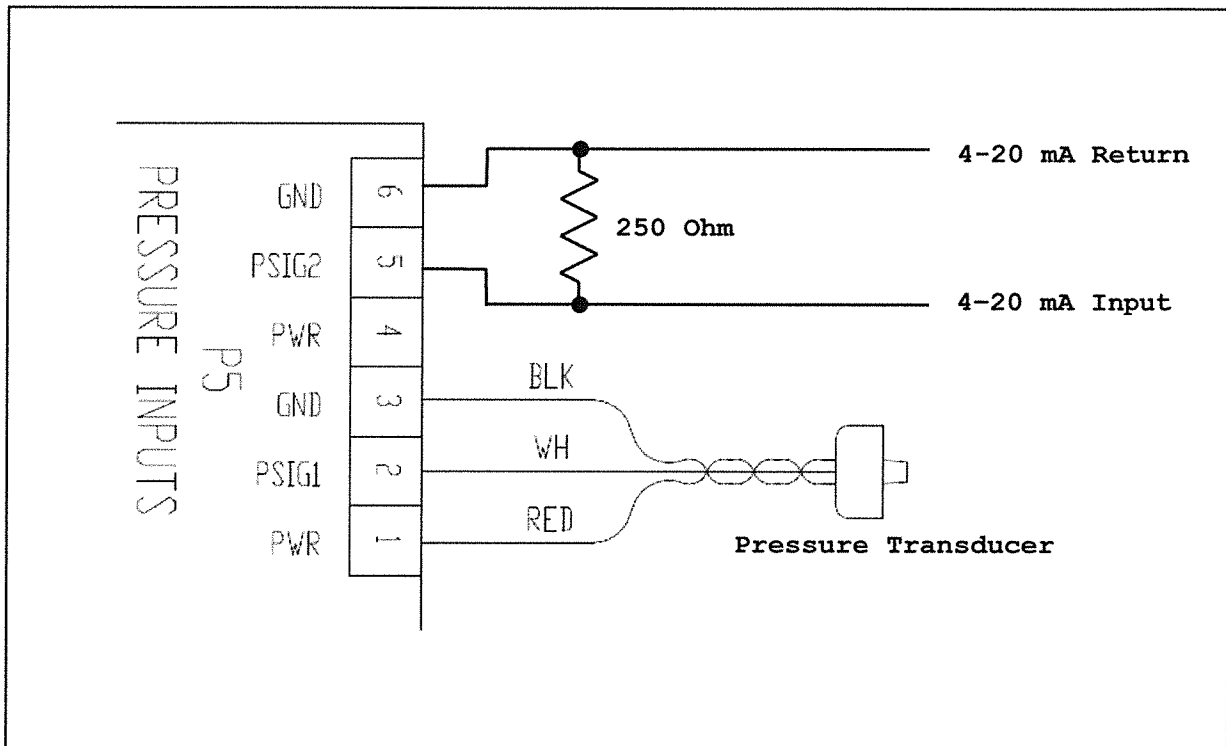 PRESSURE INPUTS
P5
GND 6
PSIG2 5
PWR 4
GND 3
PSIG1 2
PWR 1
4-20 mA Return
250 Ohm
4-20 mA Input
BLK
WH
RED
Pressure Transducer